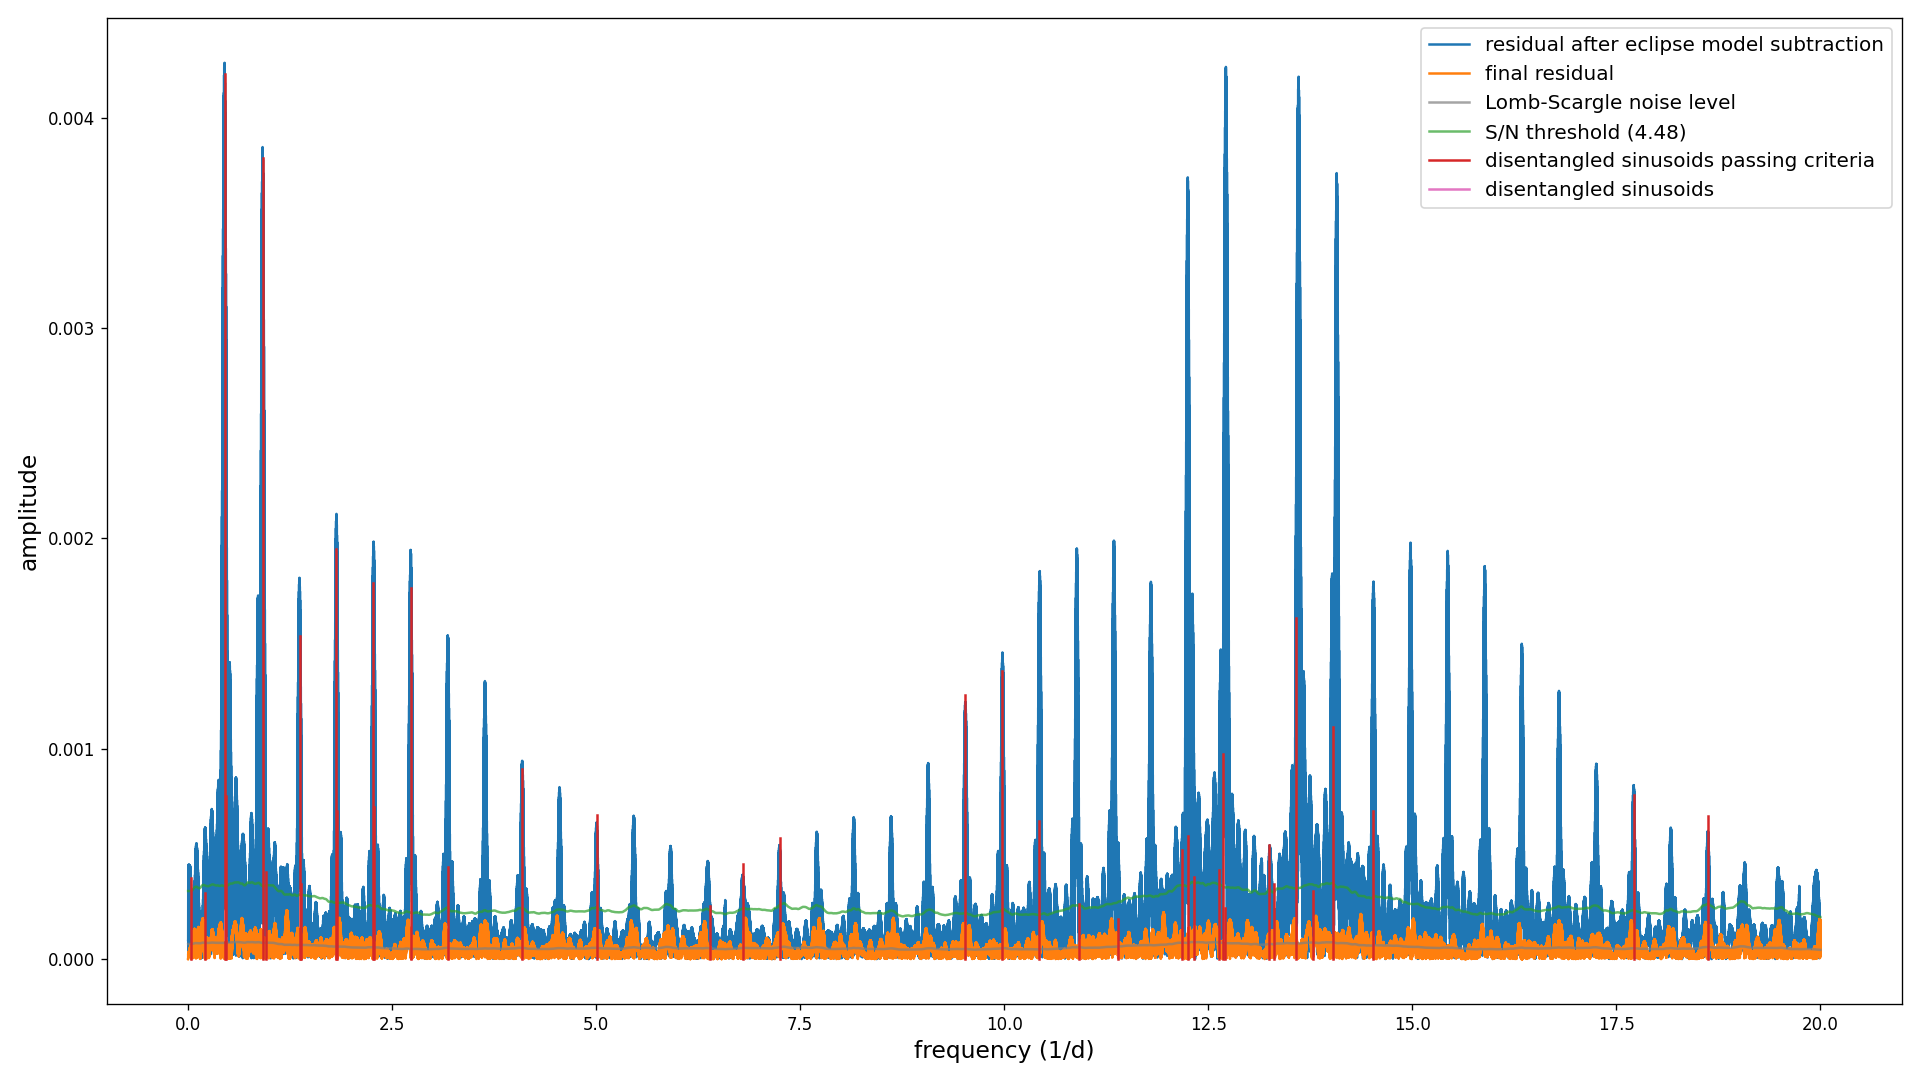 residual after eclipse model subtraction
final residual
Lomb-Scargle noise level
S/N threshold (4.48)
disentangled sinusoids passing criteria
disentangled sinusoids
amplitude
0.004
0.003
0.002
0.001
0.000
0.0 2.5 5.0 7.5 10.0 12.5 15.0 17.5 20.0
frequency (1/d)